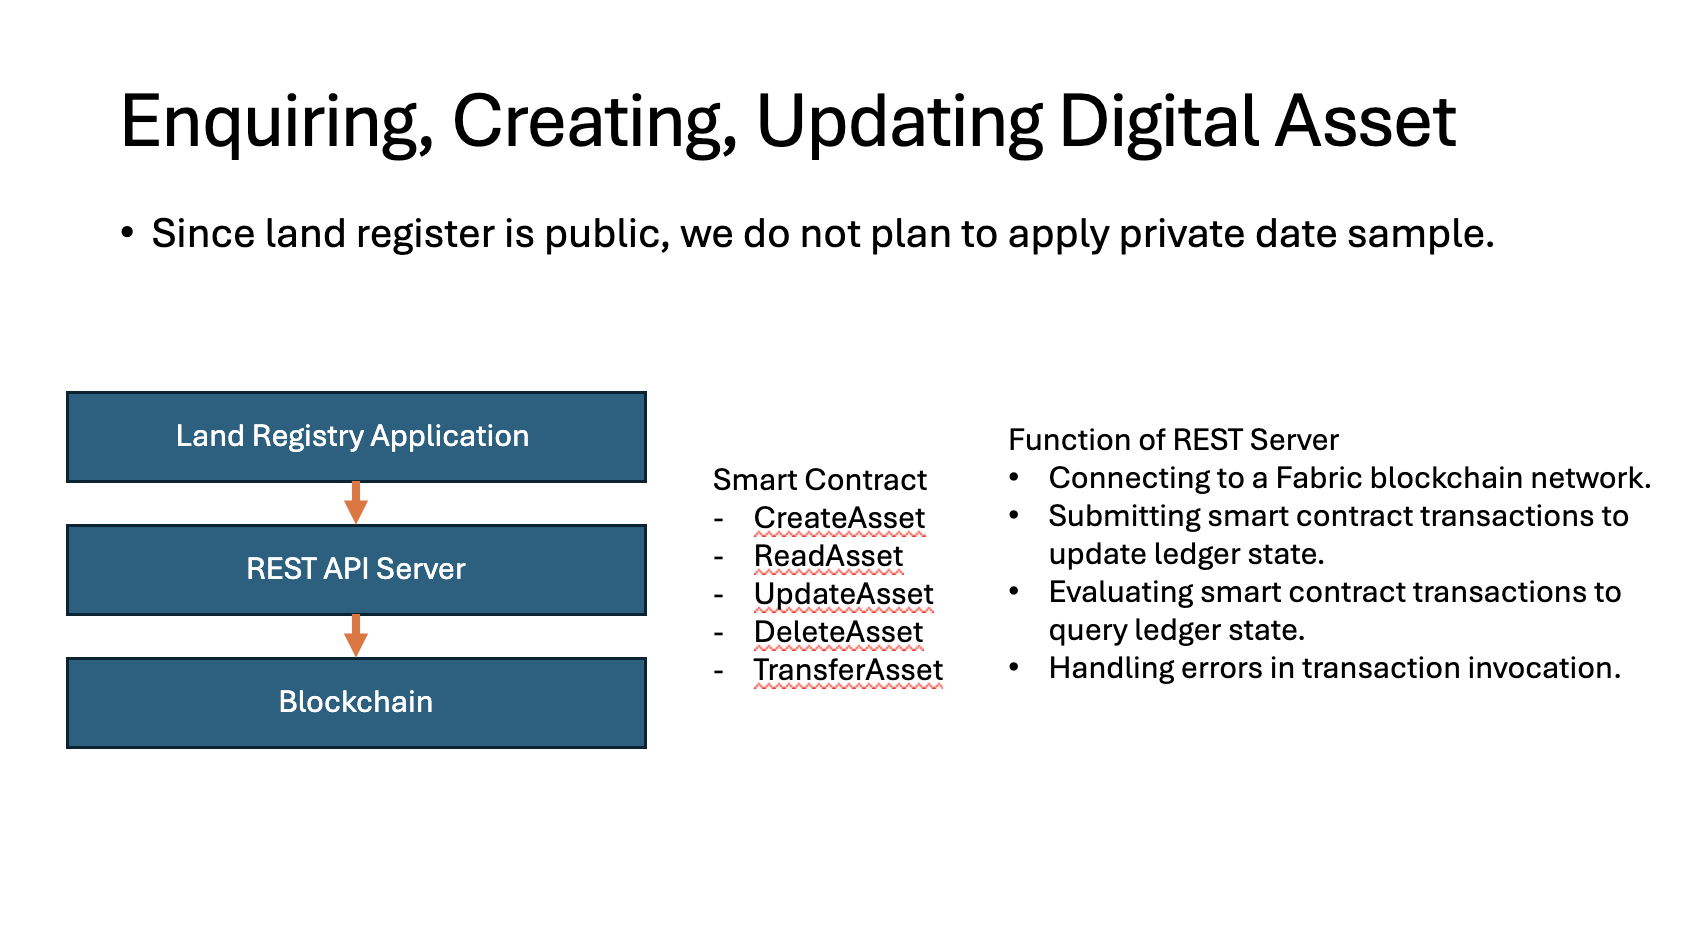 Enquiring, Creating, Updating Digital Asset
• Since land register is public, we do not plan to apply private date sample.
Land Registry Application
REST API Server
Blockchain
Smart Contract
- CreateAsset
- ReadAsset
- UpdateAsset
- DeleteAsset
- TransferAsset
Function of REST Server
• Connecting to a Fabric blockchain network.
• Submitting smart contract transactions to
update ledger state.
• Evaluating smart contract transactions to
query ledger state.
• Handling errors in transaction invocation.